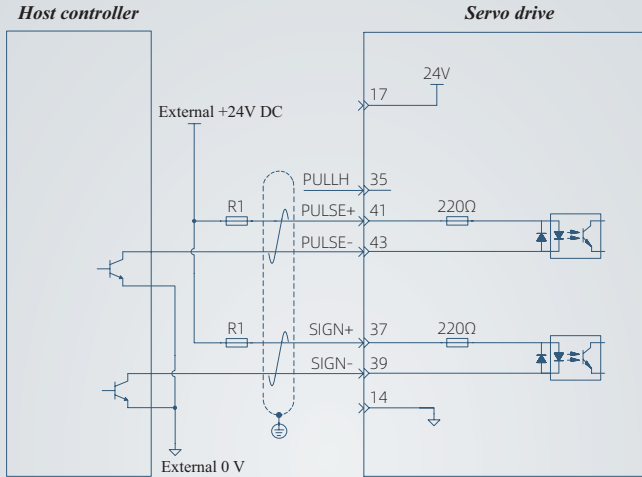 Host controller
Servo drive
24V
17
External +24V DC
PULLH 35
R1 PULSE+ 41 220Ω
PULSE- 43
R1 SIGN+ 37 220Ω
SIGN- 39
14
External 0 V